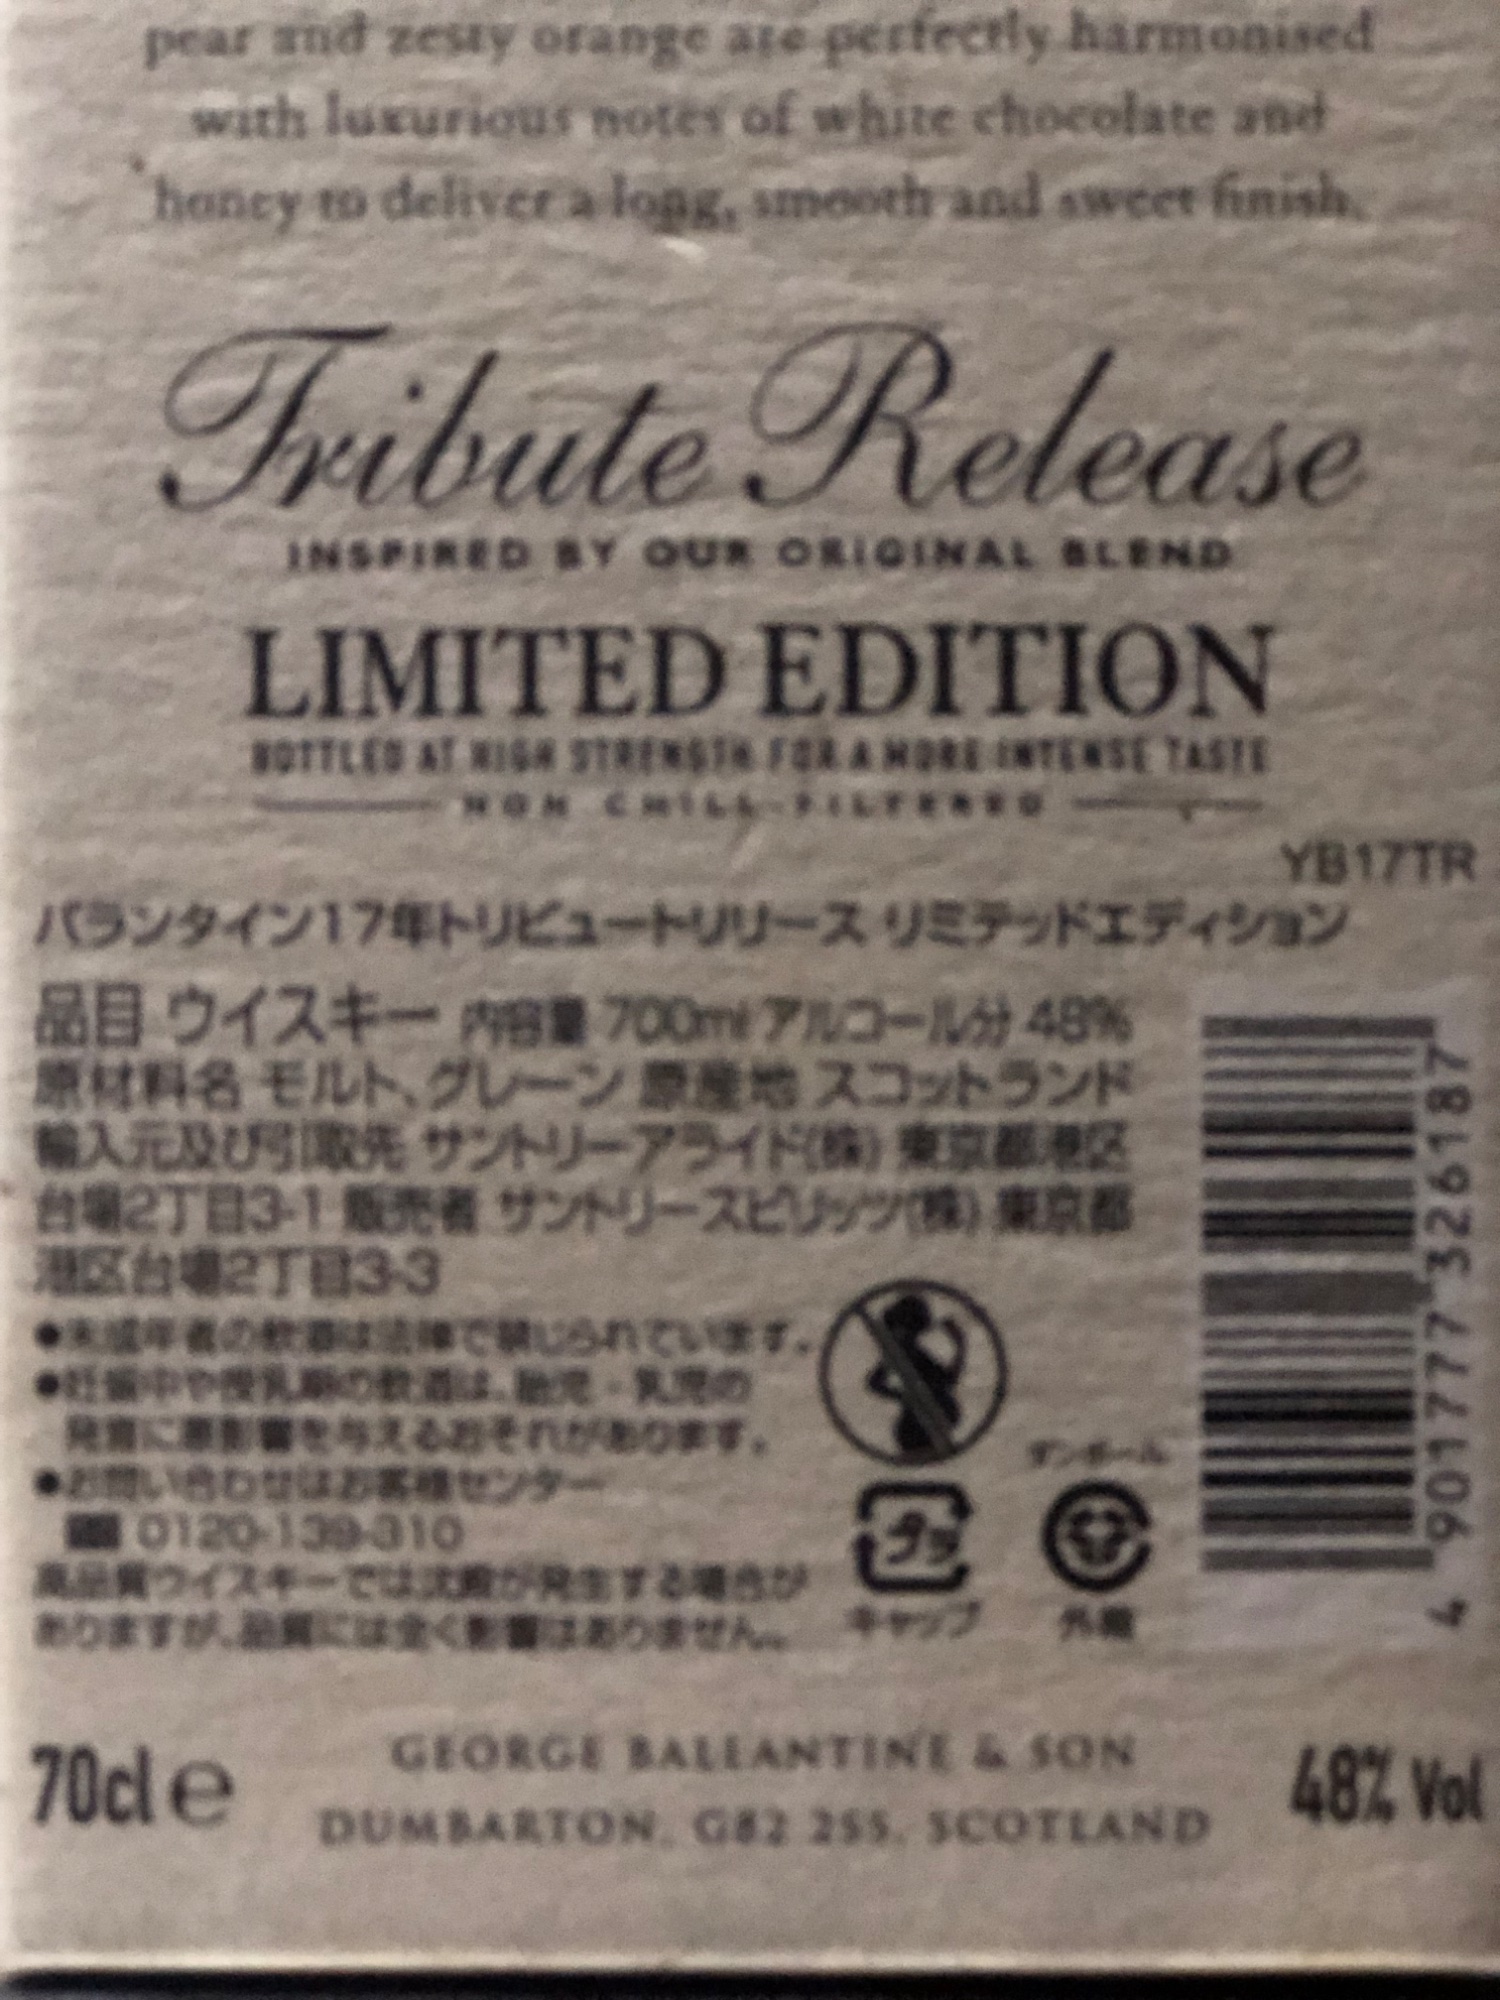 pear and zesty orange are perfectly harmonised
with luxurious notes of white chocolate and
honey to deliver a long, smooth and sweet finish.
Tribute Release
INSPIRED BY OUR ORIGINAL BLEND
LIMITED EDITION
BOTTLED AT HIGH STRENGTH FOR A MORE INTENSE TASTE
NON CHILL-FILTERED
YB17TR
バランタイン17年トリビュートリリース リミテッドエディション
品目 ウイスキー 内容量 700ml アルコール分 48%
原材料名 モルト、グレーン 原産地 スコットランド
輸入元及び引取先 サントリーアライド(株) 東京都港区
台場2丁目3-1 販売者 サントリースピリッツ(株) 東京都
港区台場2丁目3-3
●未成年者の飲酒は法律で禁じられています。
●妊娠中や授乳期の飲酒は、胎児・乳児の
発育に悪影響を与えるおそれがあります。
●お問い合わせはお客様センター
0120-139-310
高品質ウイスキーでは沈殿が発生する場合が
ありますが、品質には全く影響はありません。
プラ
キャップ
ダンボール
外箱
4 901777 326187
70cl e
GEORGE BALLANTINE & SON
DUMBARTON, G82 2SS, SCOTLAND
48% Vol